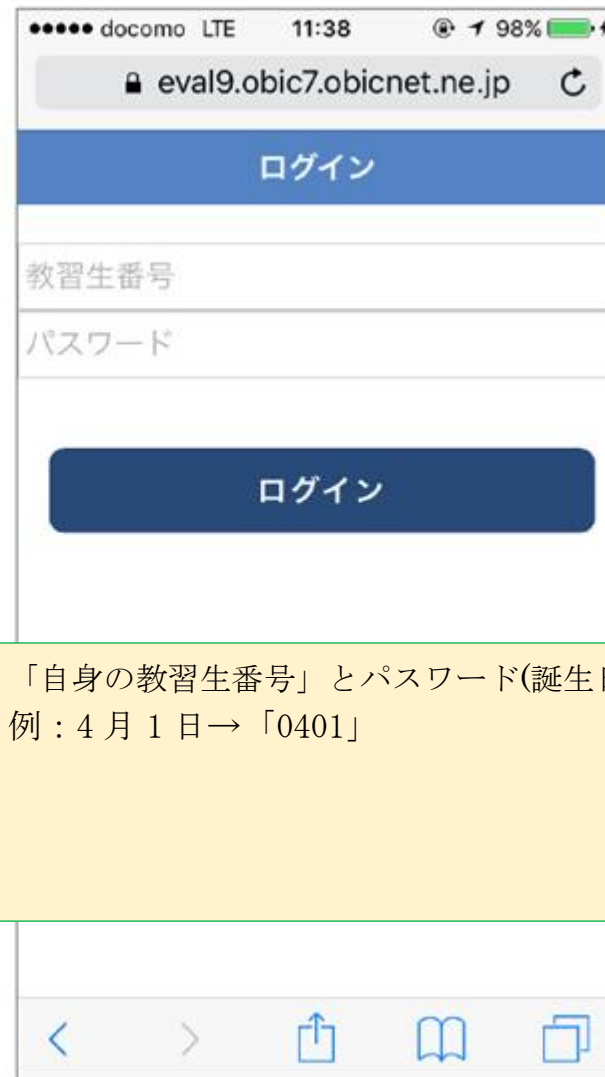 docomo LTE 11:38 98%
eval9.obic7.obicnet.ne.jp
ログイン
教習生番号
パスワード
ログイン
「自身の教習生番号」とパスワード(誕生
例：4月1日→「0401」